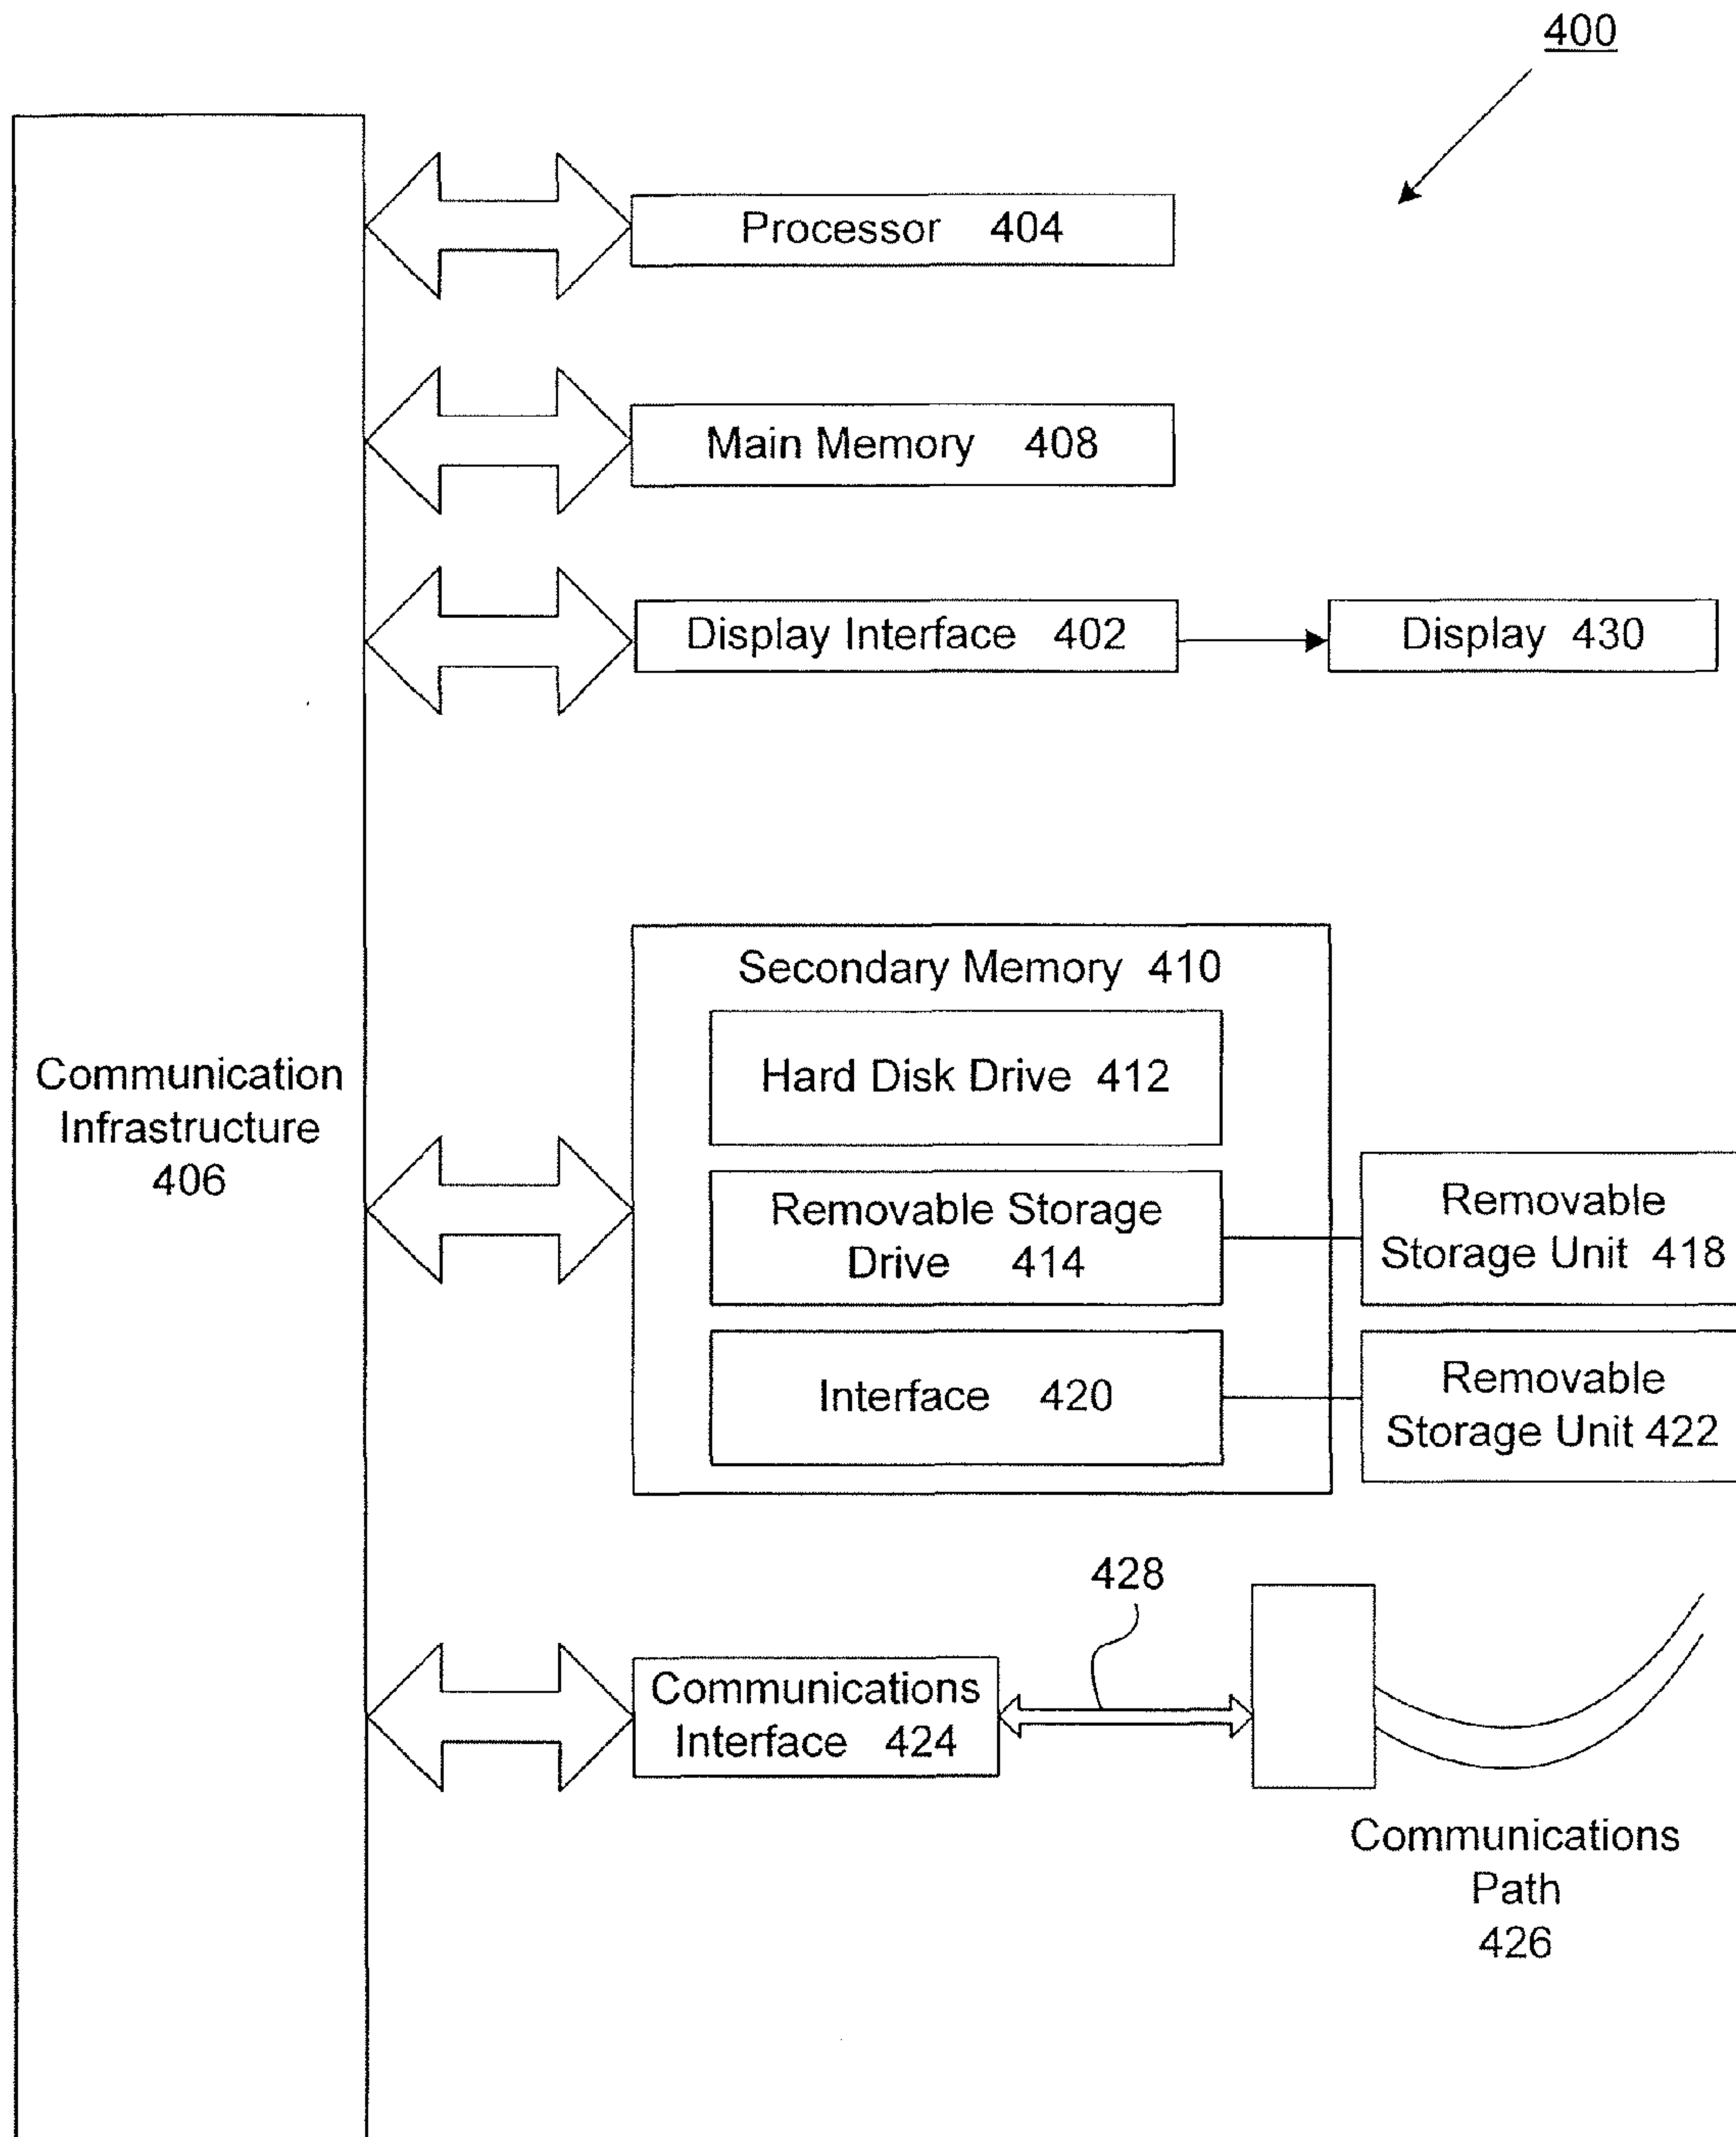 400
Processor 404
Main Memory 408
Display Interface 402
Display 430
Secondary Memory 410
Hard Disk Drive 412
Communication
Infrastructure
406
Removable Storage
Drive 414
Removable
Storage Unit 418
Interface 420
Removable
Storage Unit 422
428
Communications
Interface 424
Communications
Path
426